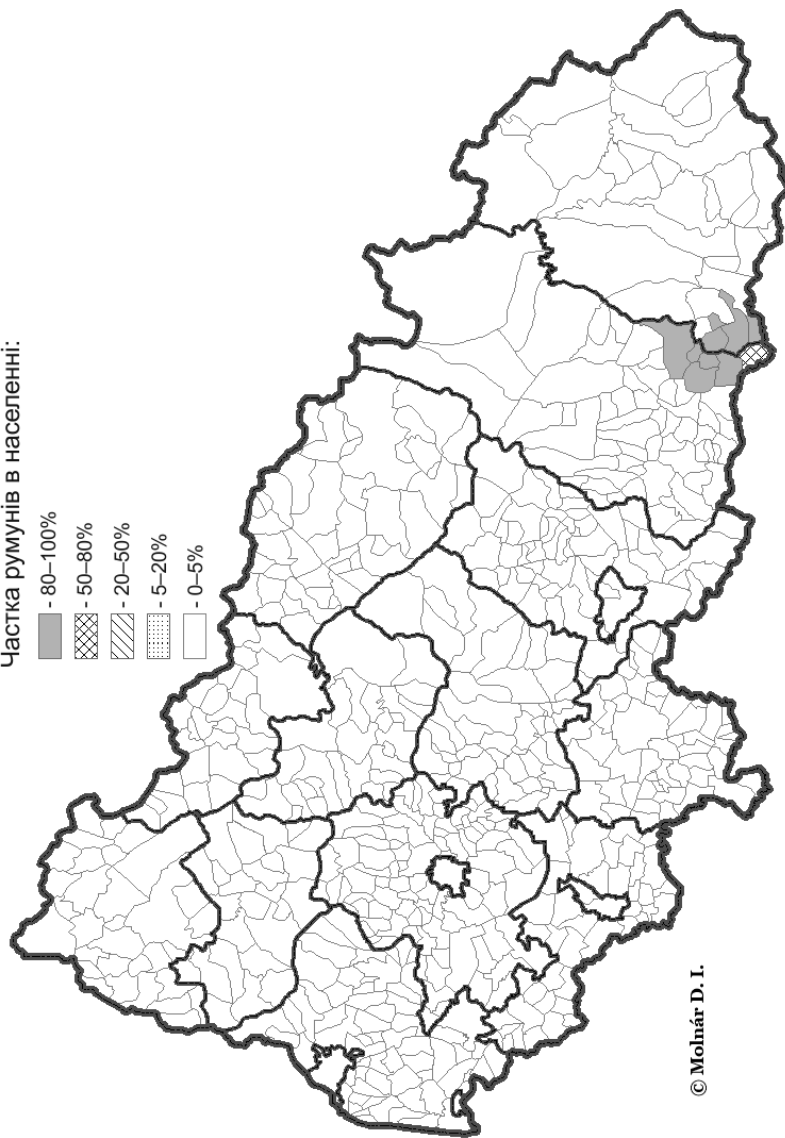 Частка румунів в населенні:
- 80–100%
- 50–80%
- 20–50%
- 5–20%
- 0–5%
© Molnár D. I.